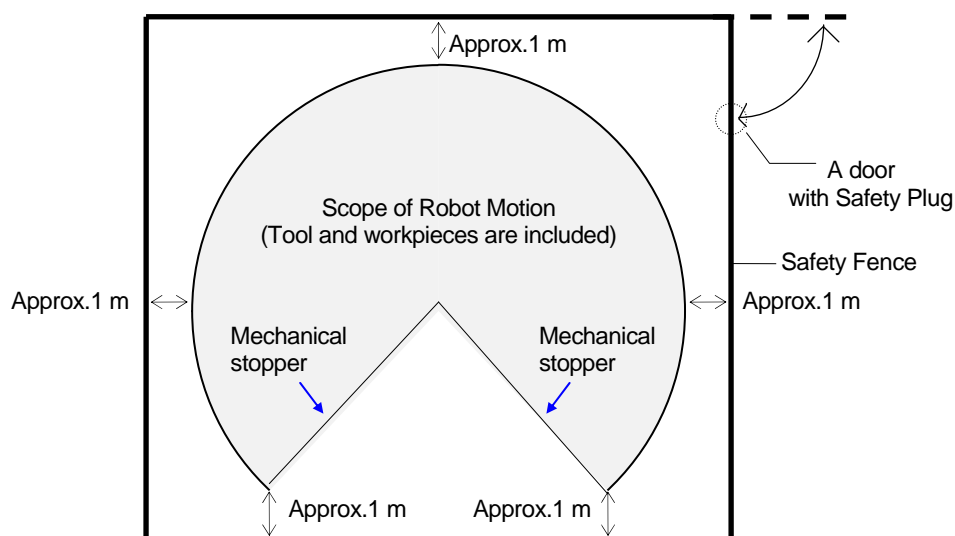 Approx.1 m
Scope of Robot Motion
(Tool and workpieces are included)
A door
with Safety Plug
Safety Fence
Approx.1 m
Approx.1 m
Mechanical
stopper
Mechanical
stopper
Approx.1 m
Approx.1 m